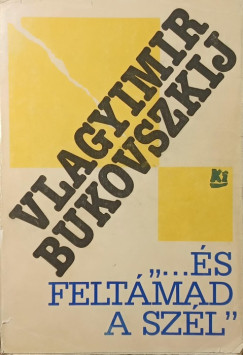 VLAGYIMIR
BUKOVSZKIJ
Ki
„...ÉS
FELTÁMAD
A SZÉL”